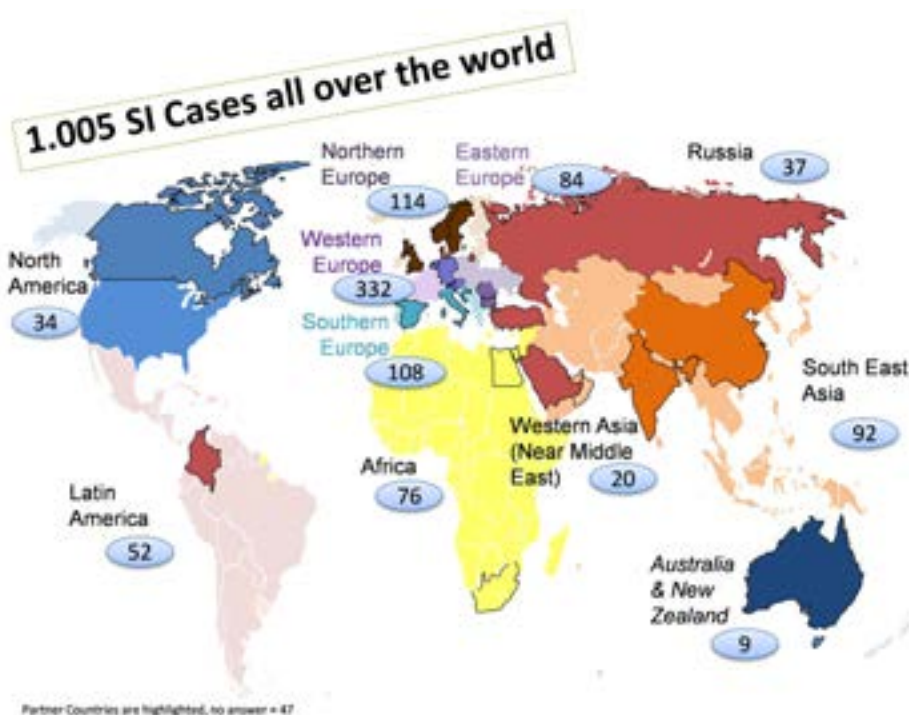 1.005 SI Cases all over the world
Northern
Europe
114
Eastern
Europe
84
Russia
37
North
America
34
Western
Europe
332
Southern
Europe
108
South East
Asia
92
Western Asia
(Near Middle
East)
20
Africa
76
Latin
America
52
Australia
& New
Zealand
9
Partner Countries are highlighted, no answer = 47